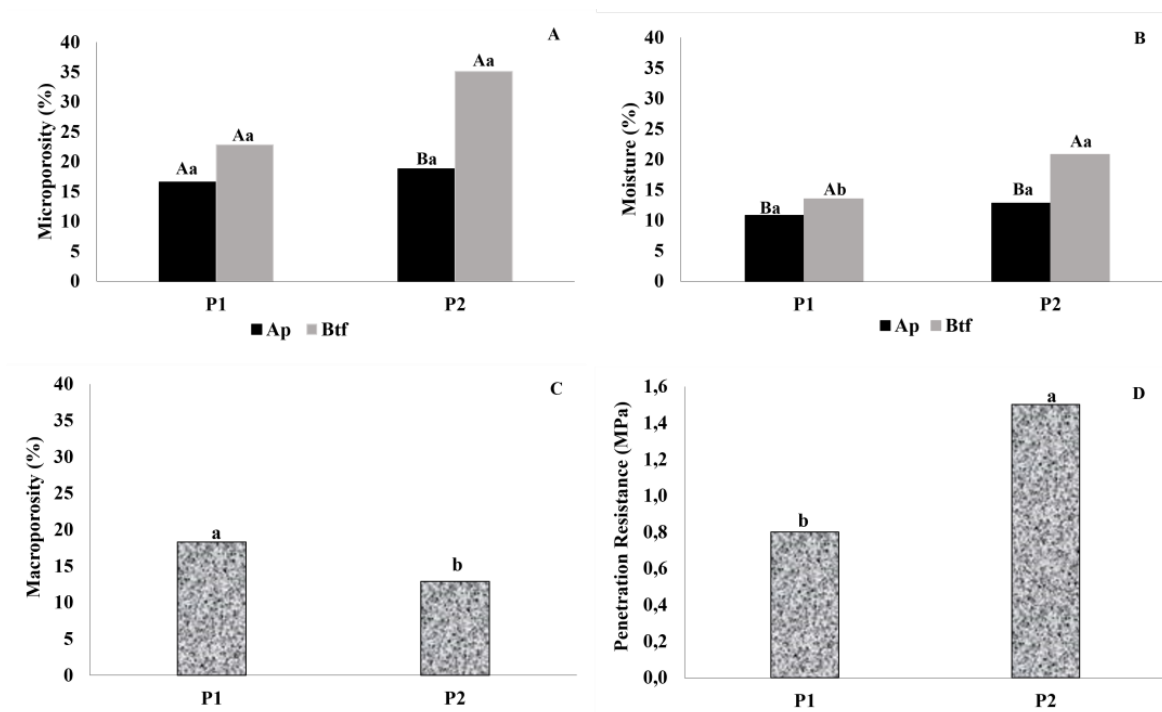 A
Microporosity (%)
40
35
30
25
20
15
10
5
0
Aa
Aa
Ba
Aa
P1
P2
Ap
Btf
B
Moisture (%)
40
35
30
25
20
15
10
5
0
Ba
Ab
Ba
Aa
P1
P2
Ap
Btf
C
Macroporosity (%)
40
35
30
25
20
15
10
5
0
a
b
P1
P2
D
Penetration Resistance (MPa)
1,6
1,4
1,2
1,0
0,8
0,6
0,4
0,2
0,0
b
a
P1
P2